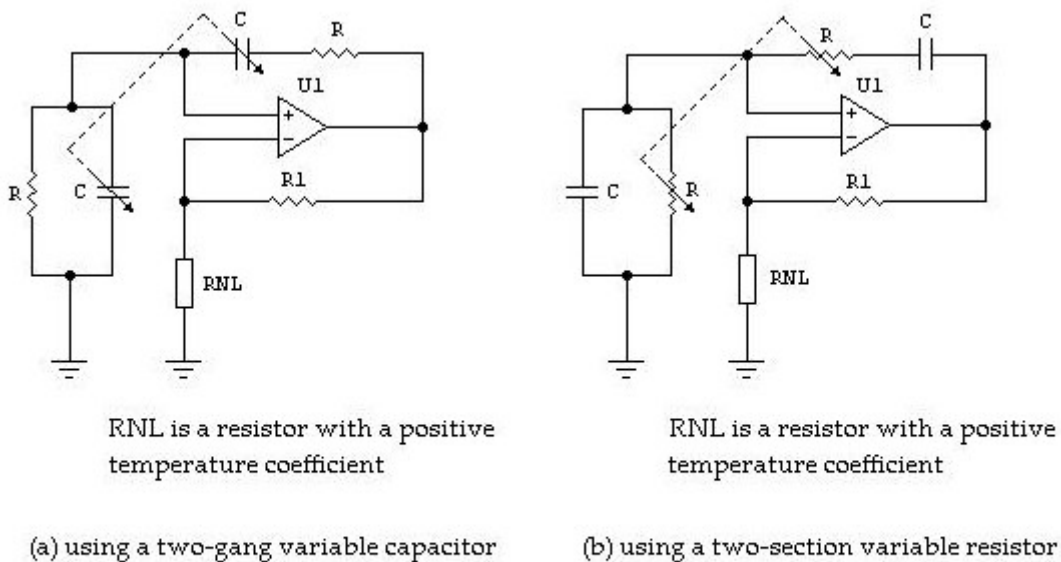 C
R
U1
+
−
R
C
R1
RNL
RNL is a resistor with a positive
temperature coefficient
(a) using a two-gang variable capacitor
R
C
U1
+
−
C
R
R1
RNL
RNL is a resistor with a positive
temperature coefficient
(b) using a two-section variable resistor